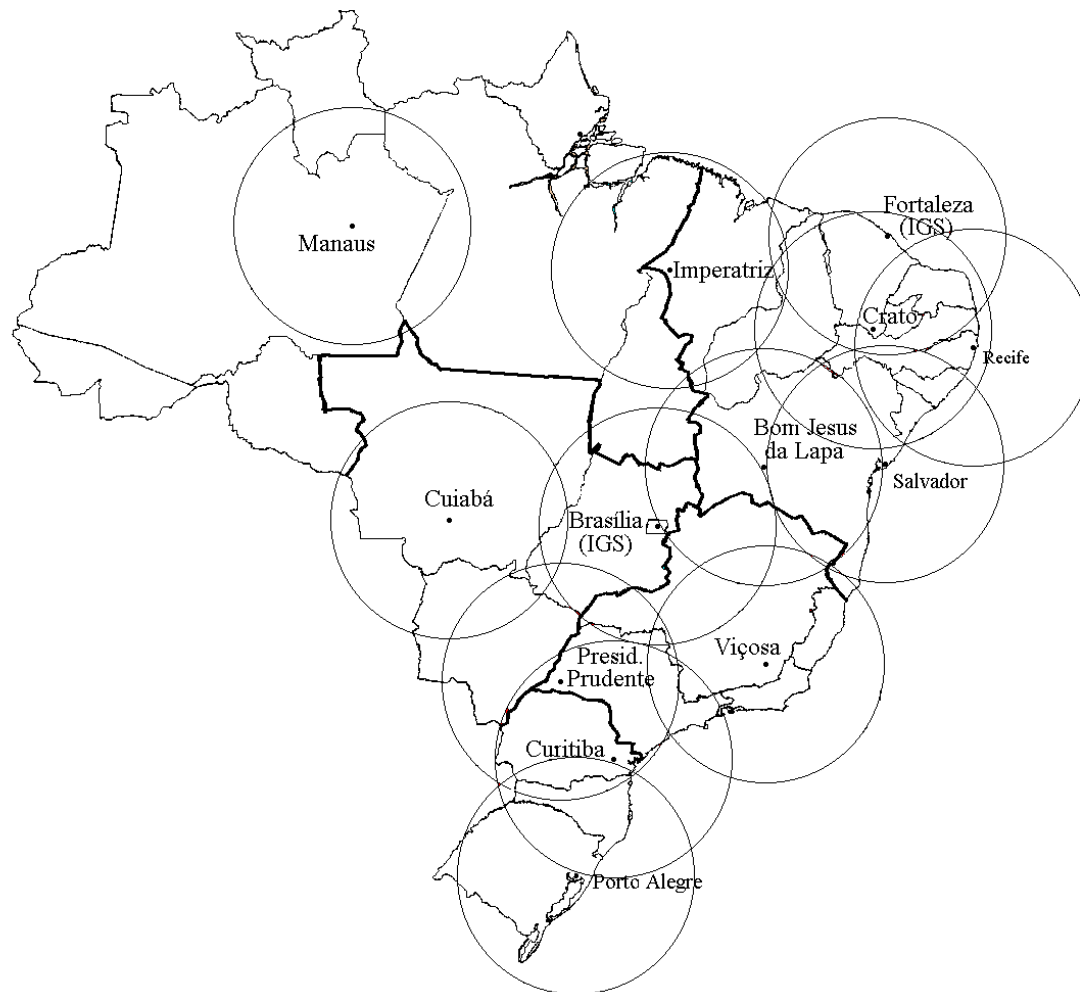 Fortaleza
(IGS)
Manaus
Imperatriz
Crato
Recife
Bom Jesus
da Lapa
Salvador
Cuiabá
Brasília
(IGS)
Viçosa
Presid.
Prudente
Curitiba
Porto Alegre